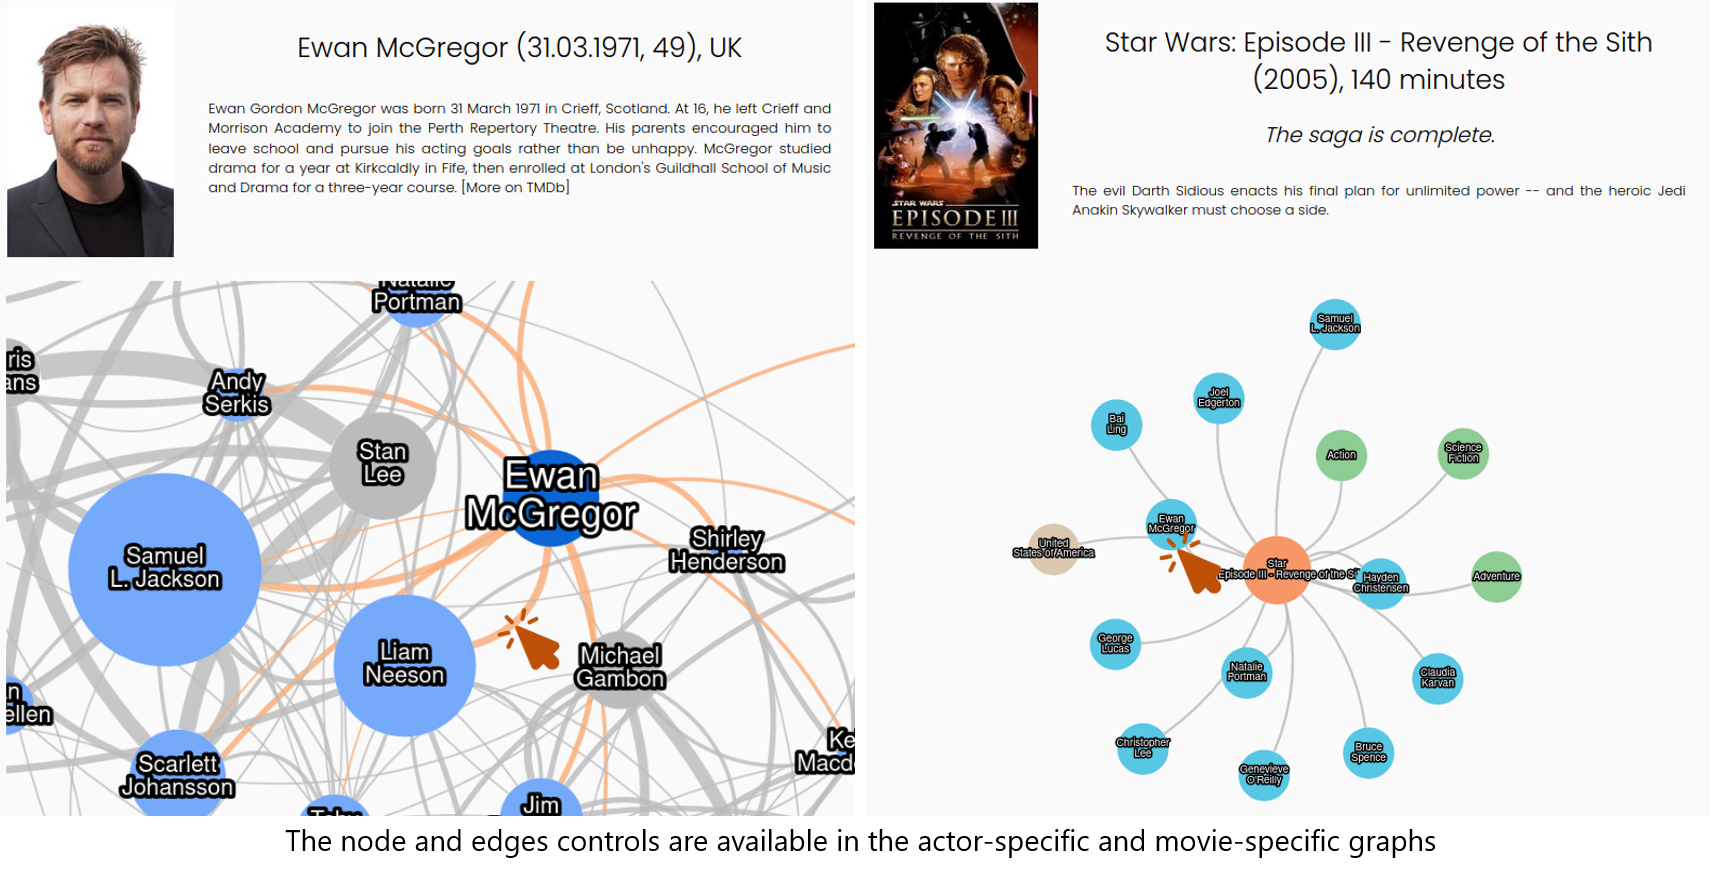 Ewan McGregor (31.03.1971, 49), UK
Ewan Gordon McGregor was born 31 March 1971 in Crieff, Scotland. At 16, he left Crieff and
Morrison Academy to join the Perth Repertory Theatre. His parents encouraged him to
leave school and pursue his acting goals rather than be unhappy. McGregor studied
drama for a year at Kirkcaldly in Fife, then enrolled at London's Guildhall School of Music
and Drama for a three-year course. [More on TMDb]
Natalie
Portman
ris
ans
Andy
Serkis
Stan
Lee
Ewan
McGregor
Shirley
Henderson
Samuel
L. Jackson
Liam
Neeson
Michael
Gambon
n
ellen
Scarlett
Johansson
Ke
Macd
Toby
Jim
STAR WARS
EPISODE III
REVENGE OF THE SITH
Star Wars: Episode III - Revenge of the Sith
(2005), 140 minutes
The saga is complete.
The evil Darth Sidious enacts his final plan for unlimited power -- and the heroic Jedi
Anakin Skywalker must choose a side.
Samuel
L. Jackson
Joel
Edgerton
Bai
Ling
Action
Science
Fiction
Ewan
McGregor
United
States of America
Star
Episode III - Revenge of the Si
Hayden
Christensen
Adventure
George
Lucas
Natalie
Portman
Claudia
Karvan
Christopher
Lee
Bruce
Spence
Genevieve
O'Reilly
The node and edges controls are available in the actor-specific and movie-specific graphs